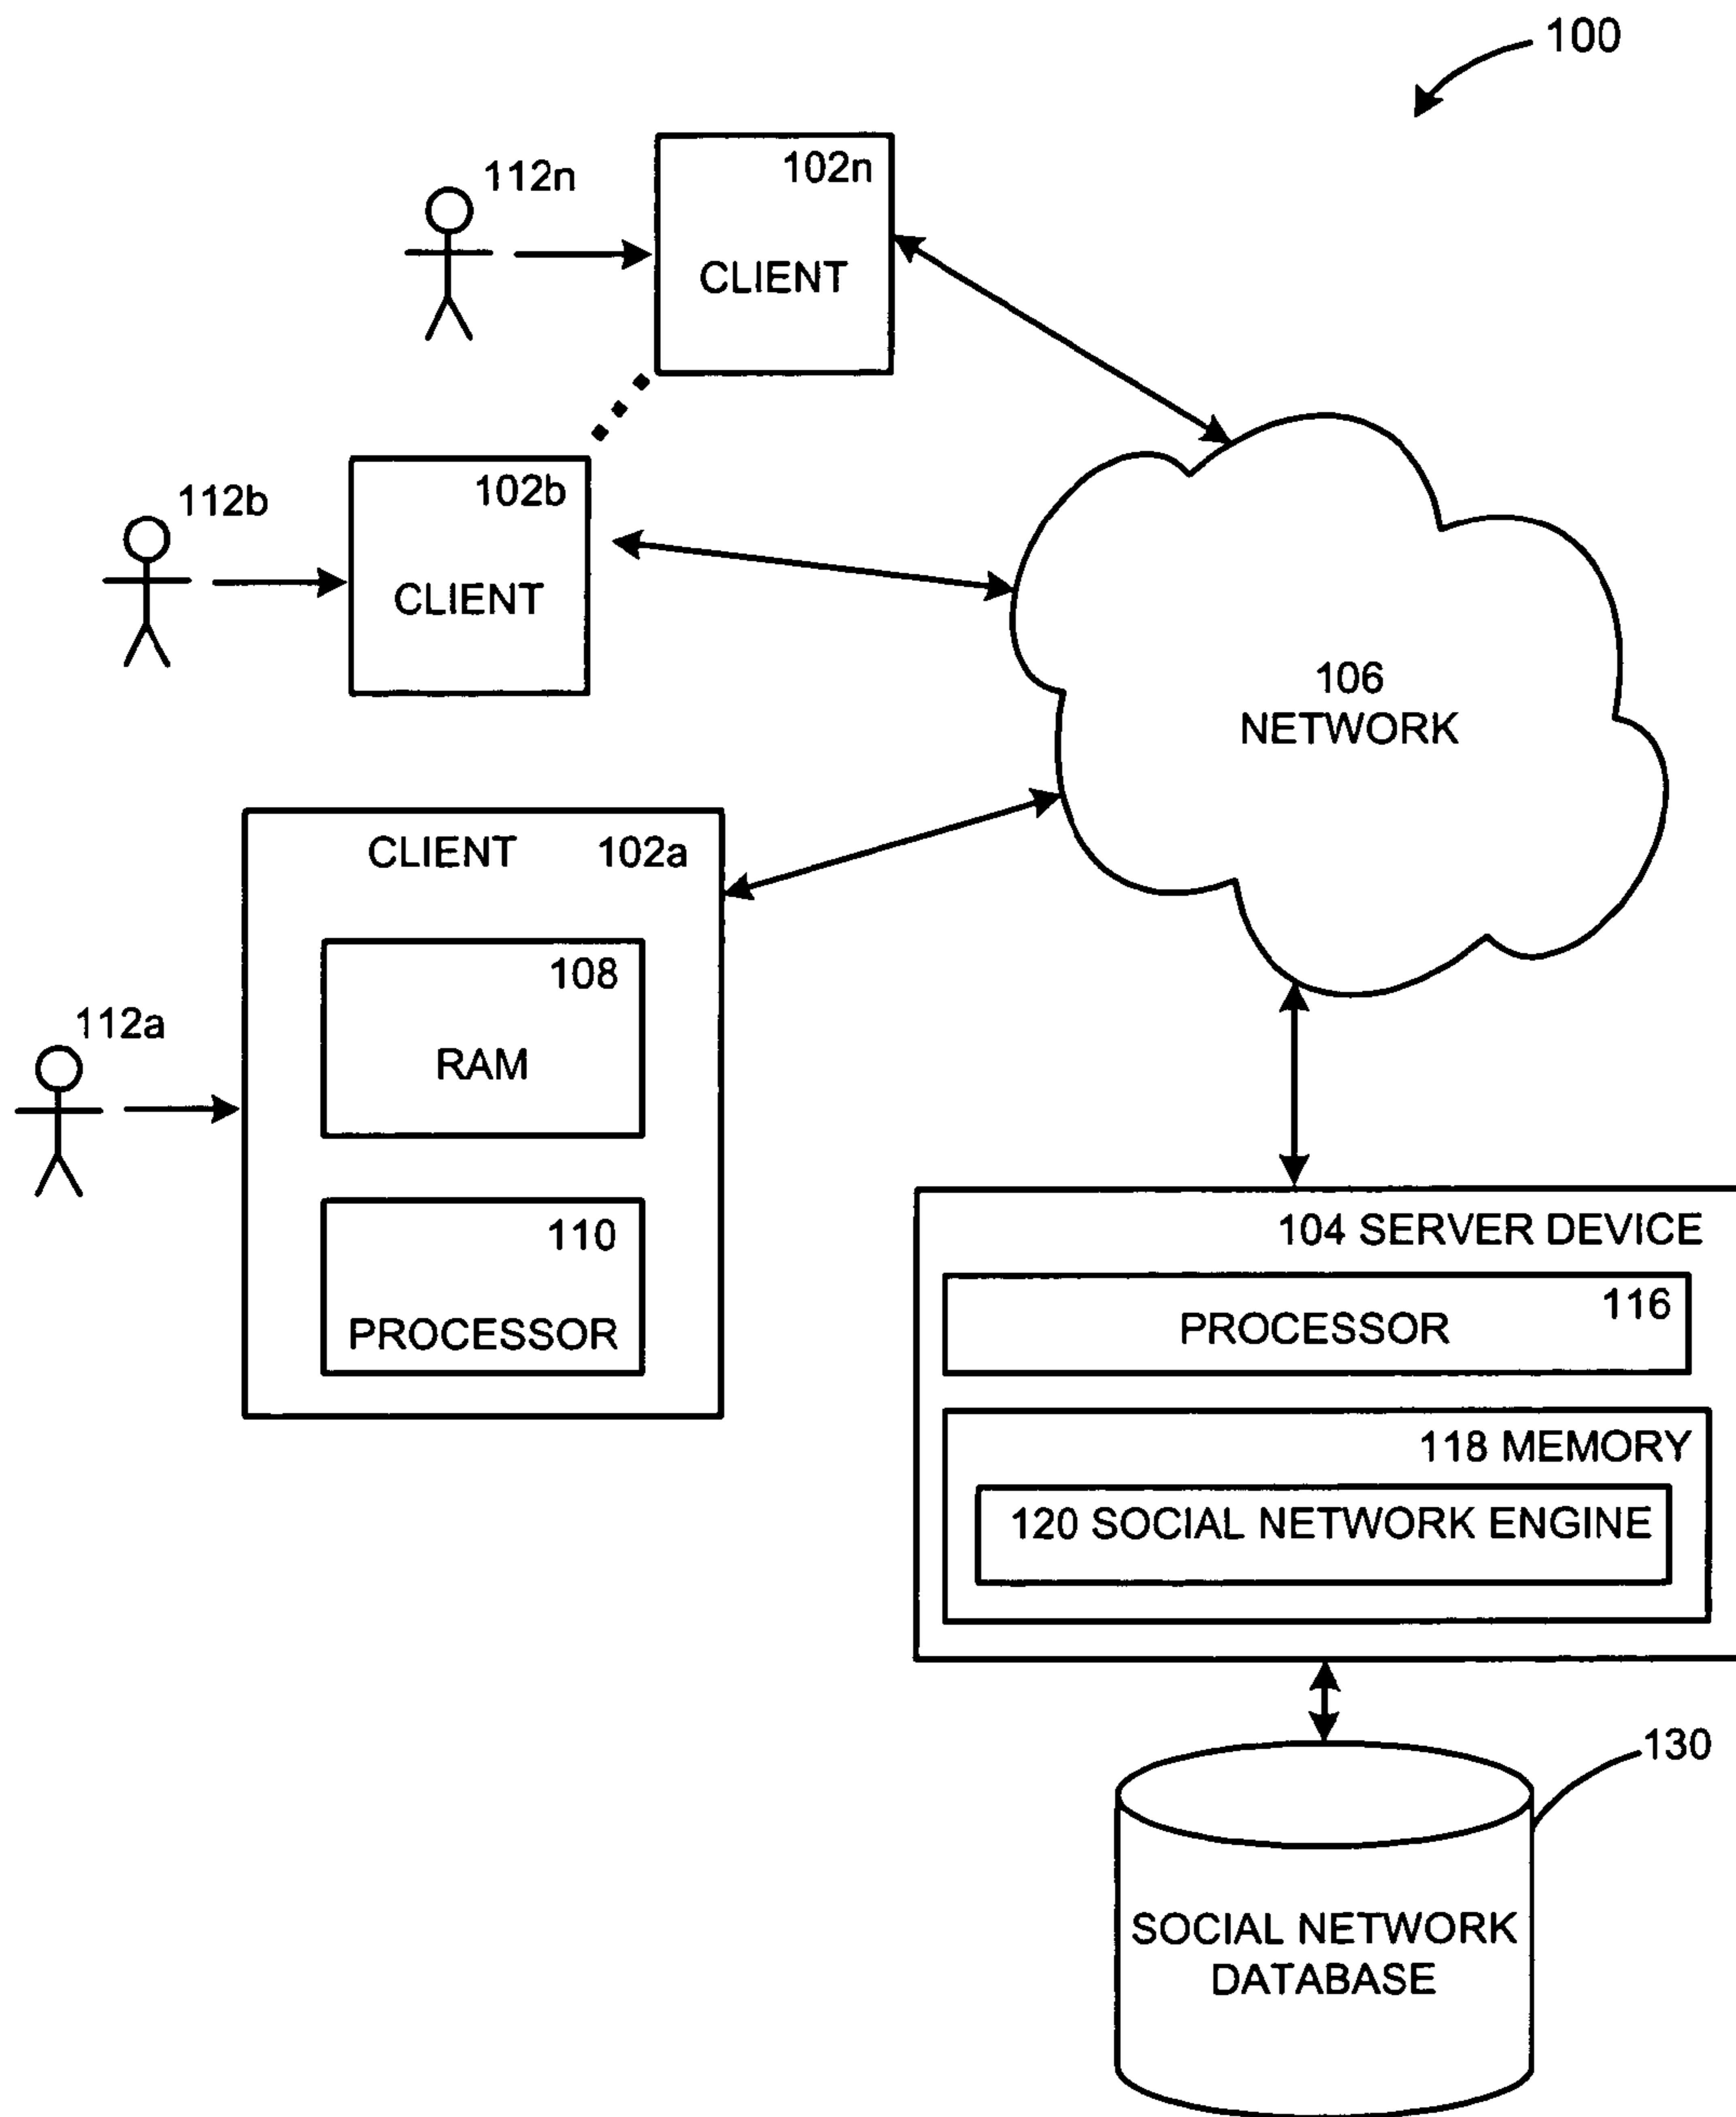 100
112n
102n
CLIENT
112b
102b
CLIENT
106
NETWORK
CLIENT 102a
108
RAM
112a
110
PROCESSOR
104 SERVER DEVICE
116
PROCESSOR
118 MEMORY
120 SOCIAL NETWORK ENGINE
130
SOCIAL NETWORK
DATABASE